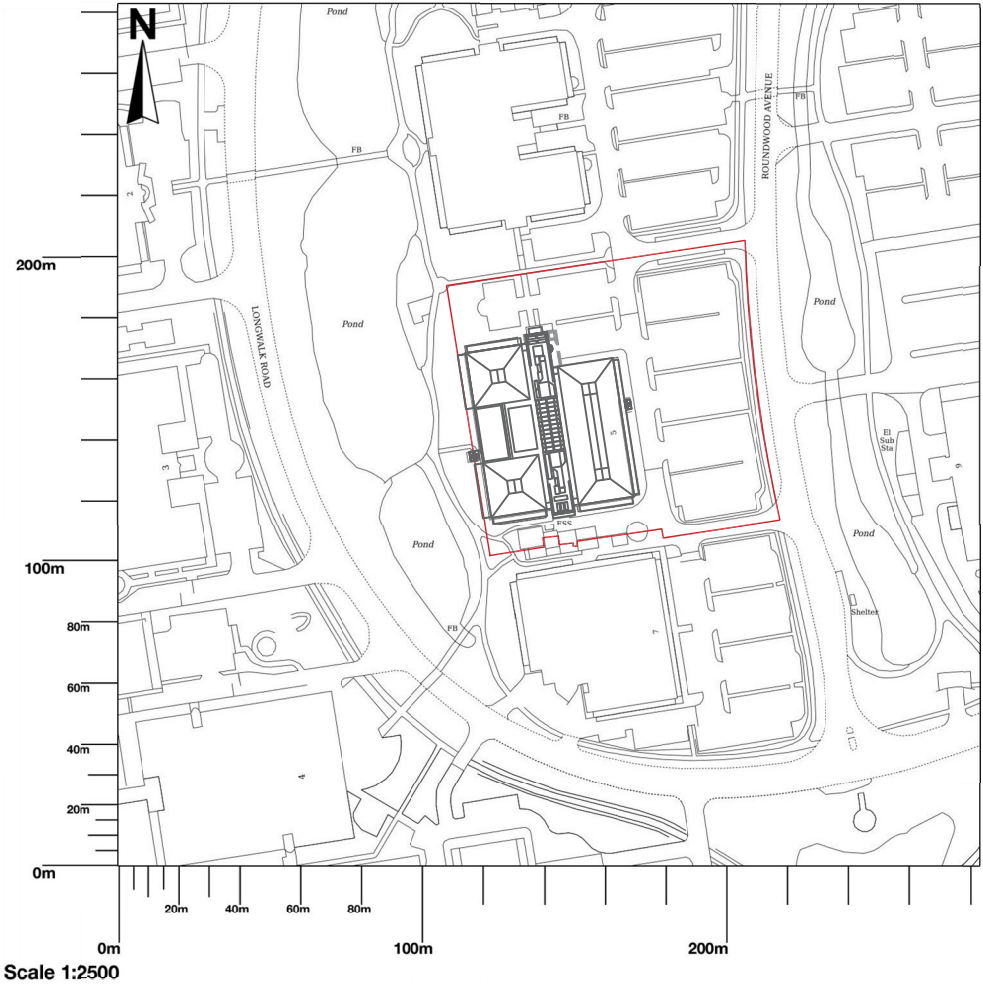 N
Pond
Pond
FB
FB
FB
ROUNDWOOD AVENUE
2
200m
Pond
Pond
LONGWALK ROAD
5
El
Sub
Sta
3
9
ESS
Pond
Pond
100m
Shelter
80m
FB
7
60m
40m
4
20m
0m
20m
40m
60m
80m
0m
100m
200m
Scale 1:2500